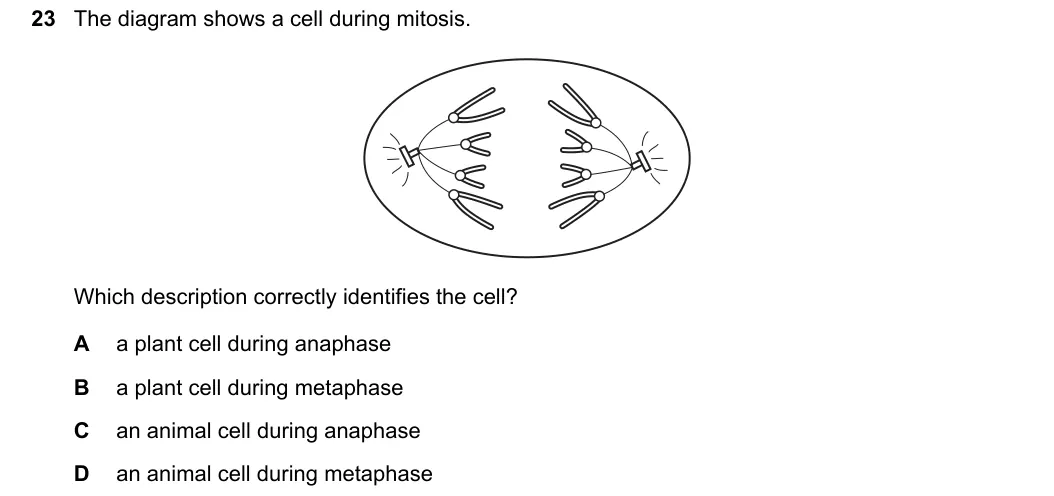 23 The diagram shows a cell during mitosis.
Which description correctly identifies the cell?
A a plant cell during anaphase
B a plant cell during metaphase
C an animal cell during anaphase
D an animal cell during metaphase